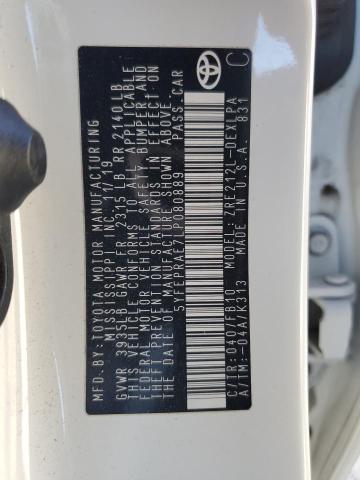 MFD. BY: TOYOTA MOTOR MANUFACTURING
MISSISSIPPI, INC. 11/19
GVWR 3935LB GAWR FR 2315 LB RR 2140LB
THIS VEHICLE CONFORMS TO ALL APPLICABLE
FEDERAL MOTOR VEHICLE SAFETY, BUMPER AND
THEFT PREVENTION STANDARDS IN EFFECT ON
THE DATE OF MANUFACTURE SHOWN ABOVE.
5YFEPRAE7LP080889 PASS. CAR
C/TR: 040/FB10 MODEL: ZRE212L-DEXLPA
A/TM: -04A/K313 U.S.A. 831
C